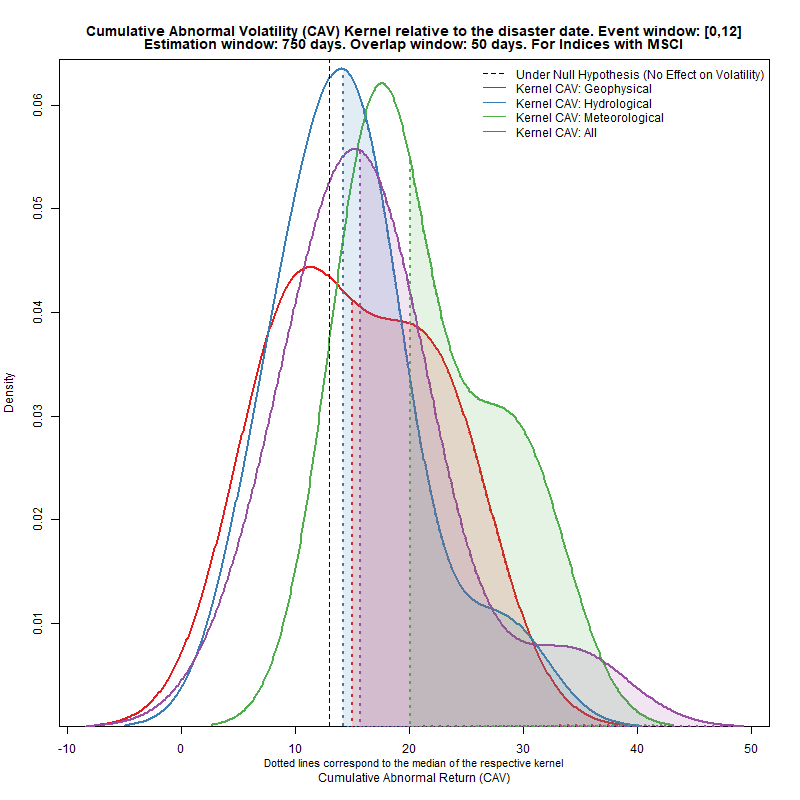 Cumulative Abnormal Volatility (CAV) Kernel relative to the disaster date. Event window: [0,12]
Estimation window: 750 days. Overlap window: 50 days. For Indices with MSCI
Under Null Hypothesis (No Effect on Volatility)
Kernel CAV: Geophysical
Kernel CAV: Hydrological
Kernel CAV: Meteorological
Kernel CAV: All
Density
0.06
0.05
0.04
0.03
0.02
0.01
-10 0 10 20 30 40 50
Dotted lines correspond to the median of the respective kernel
Cumulative Abnormal Return (CAV)